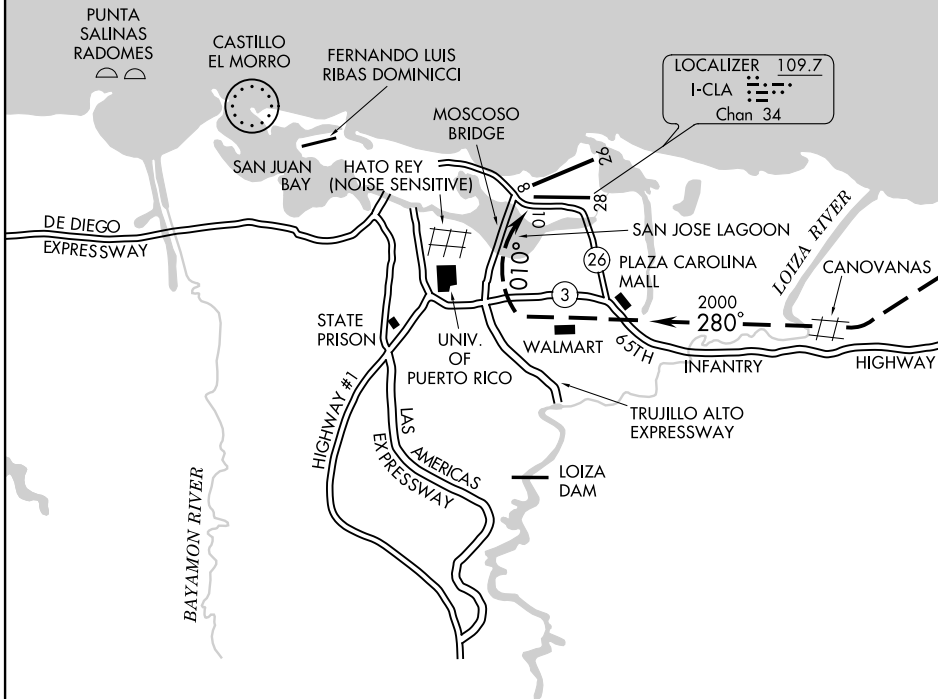 PUNTA
SALINAS
RADOMES
CASTILLO
EL MORRO
FERNANDO LUIS
RIBAS DOMINICCI
LOCALIZER 109.7
I-CLA
Chan 34
MOSCOSO
BRIDGE
SAN JUAN
BAY
HATO REY
(NOISE SENSITIVE)
26
8
28
10
DE DIEGO
EXPRESSWAY
010°
SAN JOSE LAGOON
LOIZA RIVER
26
PLAZA CAROLINA
MALL
CANOVANAS
3
2000
280°
STATE
PRISON
UNIV.
OF
PUERTO RICO
WALMART
65TH
INFANTRY
HIGHWAY
HIGHWAY #1
TRUJILLO ALTO
EXPRESSWAY
LAS
AMERICAS
EXPRESSWAY
LOIZA
DAM
BAYAMON RIVER